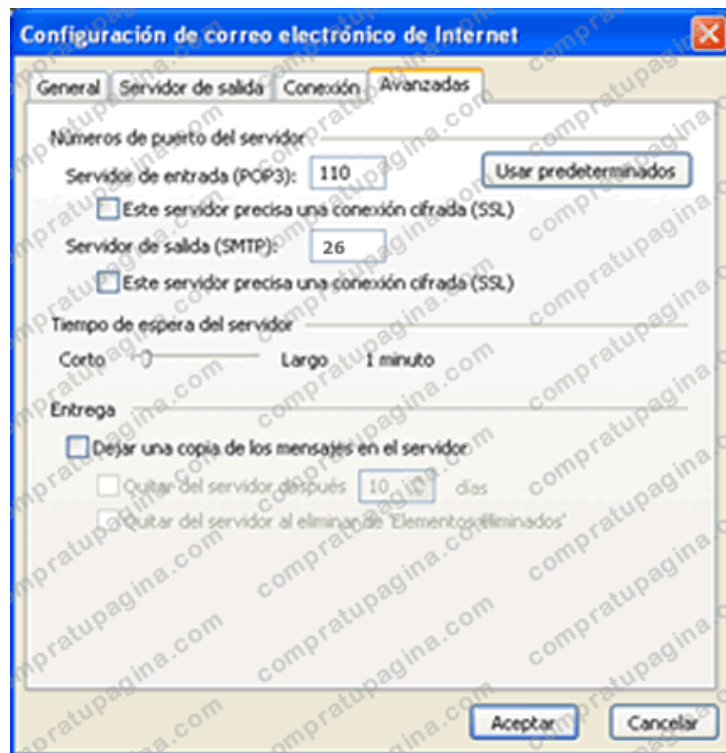 Configuración de correo electrónico de Internet
General Servidor de salida Conexión Avanzadas
Números de puerto del servidor
Servidor de entrada (POP3): 110 Usar predeterminados
Este servidor precisa una conexión cifrada (SSL)
Servidor de salida (SMTP): 26
Este servidor precisa una conexión cifrada (SSL)
Tiempo de espera del servidor
Corto Largo 1 minuto
Entrega
Dejar una copia de los mensajes en el servidor
Quitar del servidor después 10 días
Quitar del servidor al eliminar de 'Elementos eliminados'
Aceptar Cancelar
compratupagina.com